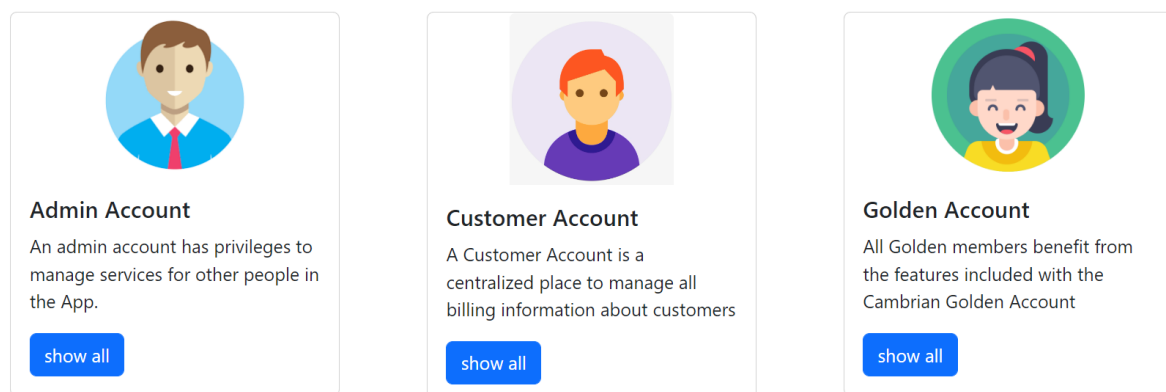 Admin Account
An admin account has privileges to
manage services for other people in
the App.
show all
Customer Account
A Customer Account is a
centralized place to manage all
billing information about customers
show all
Golden Account
All Golden members benefit from
the features included with the
Cambrian Golden Account
show all